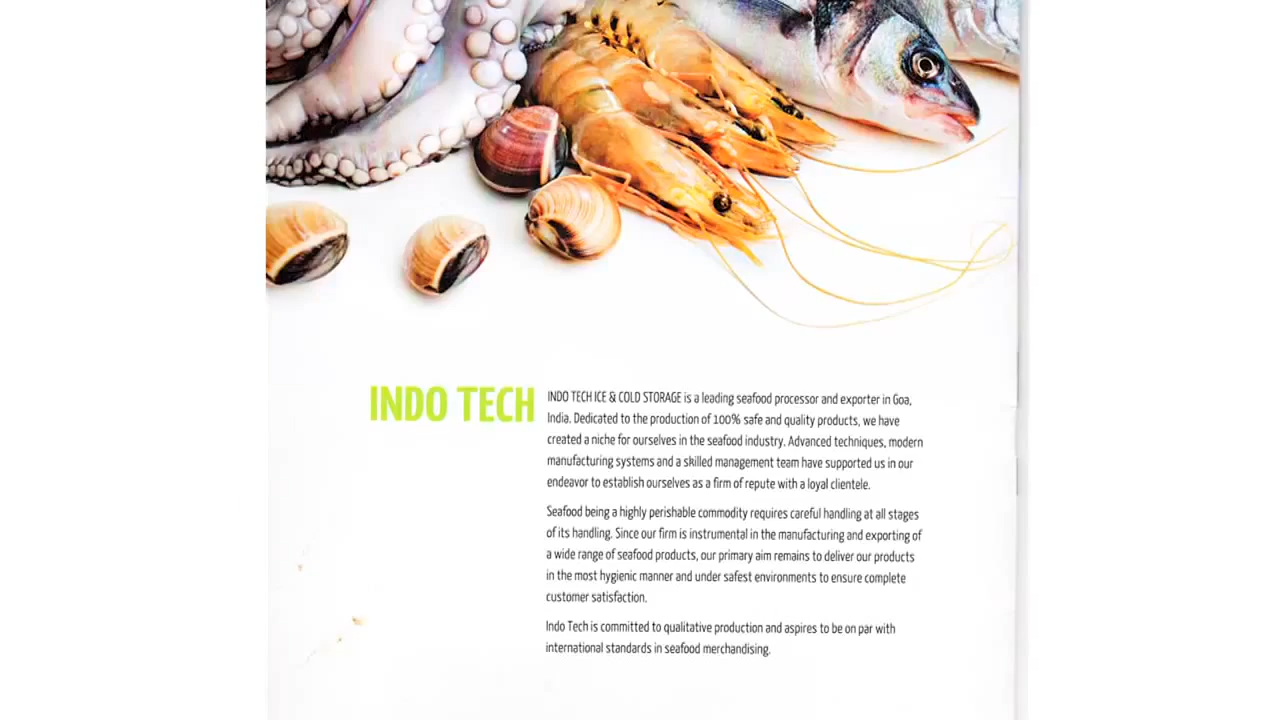 INDO TECH
INDO TECH ICE & COLD STORAGE is a leading seafood processor and exporter in Goa,
India. Dedicated to the production of 100% safe and quality products, we have
created a niche for ourselves in the seafood industry. Advanced techniques, modern
manufacturing systems and a skilled management team have supported us in our
endeavor to establish ourselves as a firm of repute with a loyal clientele.
Seafood being a highly perishable commodity requires careful handling at all stages
of its handling. Since our firm is instrumental in the manufacturing and exporting of
a wide range of seafood products, our primary aim remains to deliver our products
in the most hygienic manner and under safest environments to ensure complete
customer satisfaction.
Indo Tech is committed to qualitative production and aspires to be on par with
international standards in seafood merchandising.